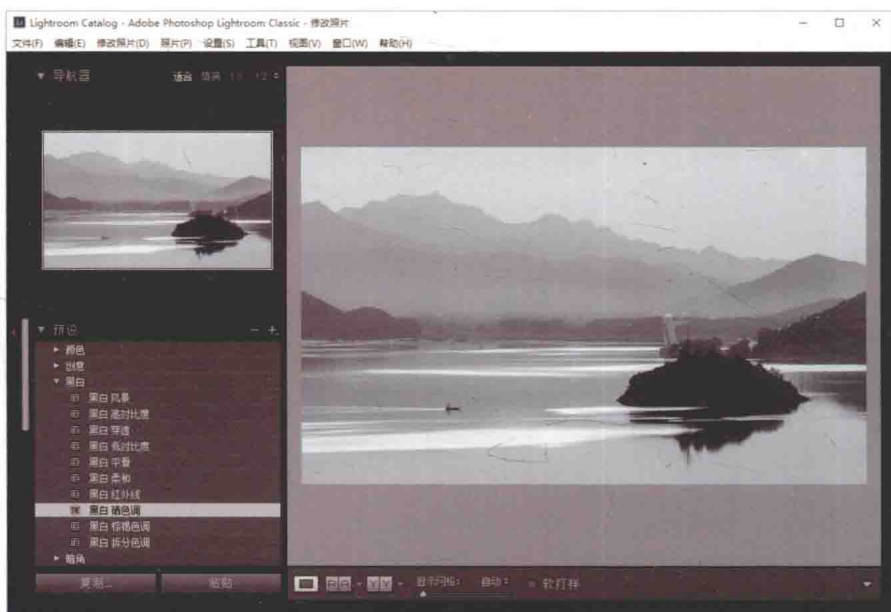 Lightroom Catalog - Adobe Photoshop Lightroom Classic - 修改照片
文件(F) 编辑(E) 修改照片(D) 照片(P) 设置(S) 工具(T) 视图(V) 窗口(W) 帮助(H)
导航器 适合 填满
预设
颜色
创意
黑白
黑白 风景
黑白 高对比度
黑白 穿透
黑白 低对比度
黑白 平着
黑白 柔和
黑白 红外线
黑白 硒色调
黑白 棕褐色调
黑白 拆分色调
暗角
复制... 粘贴 显示网格: 自动 软打样